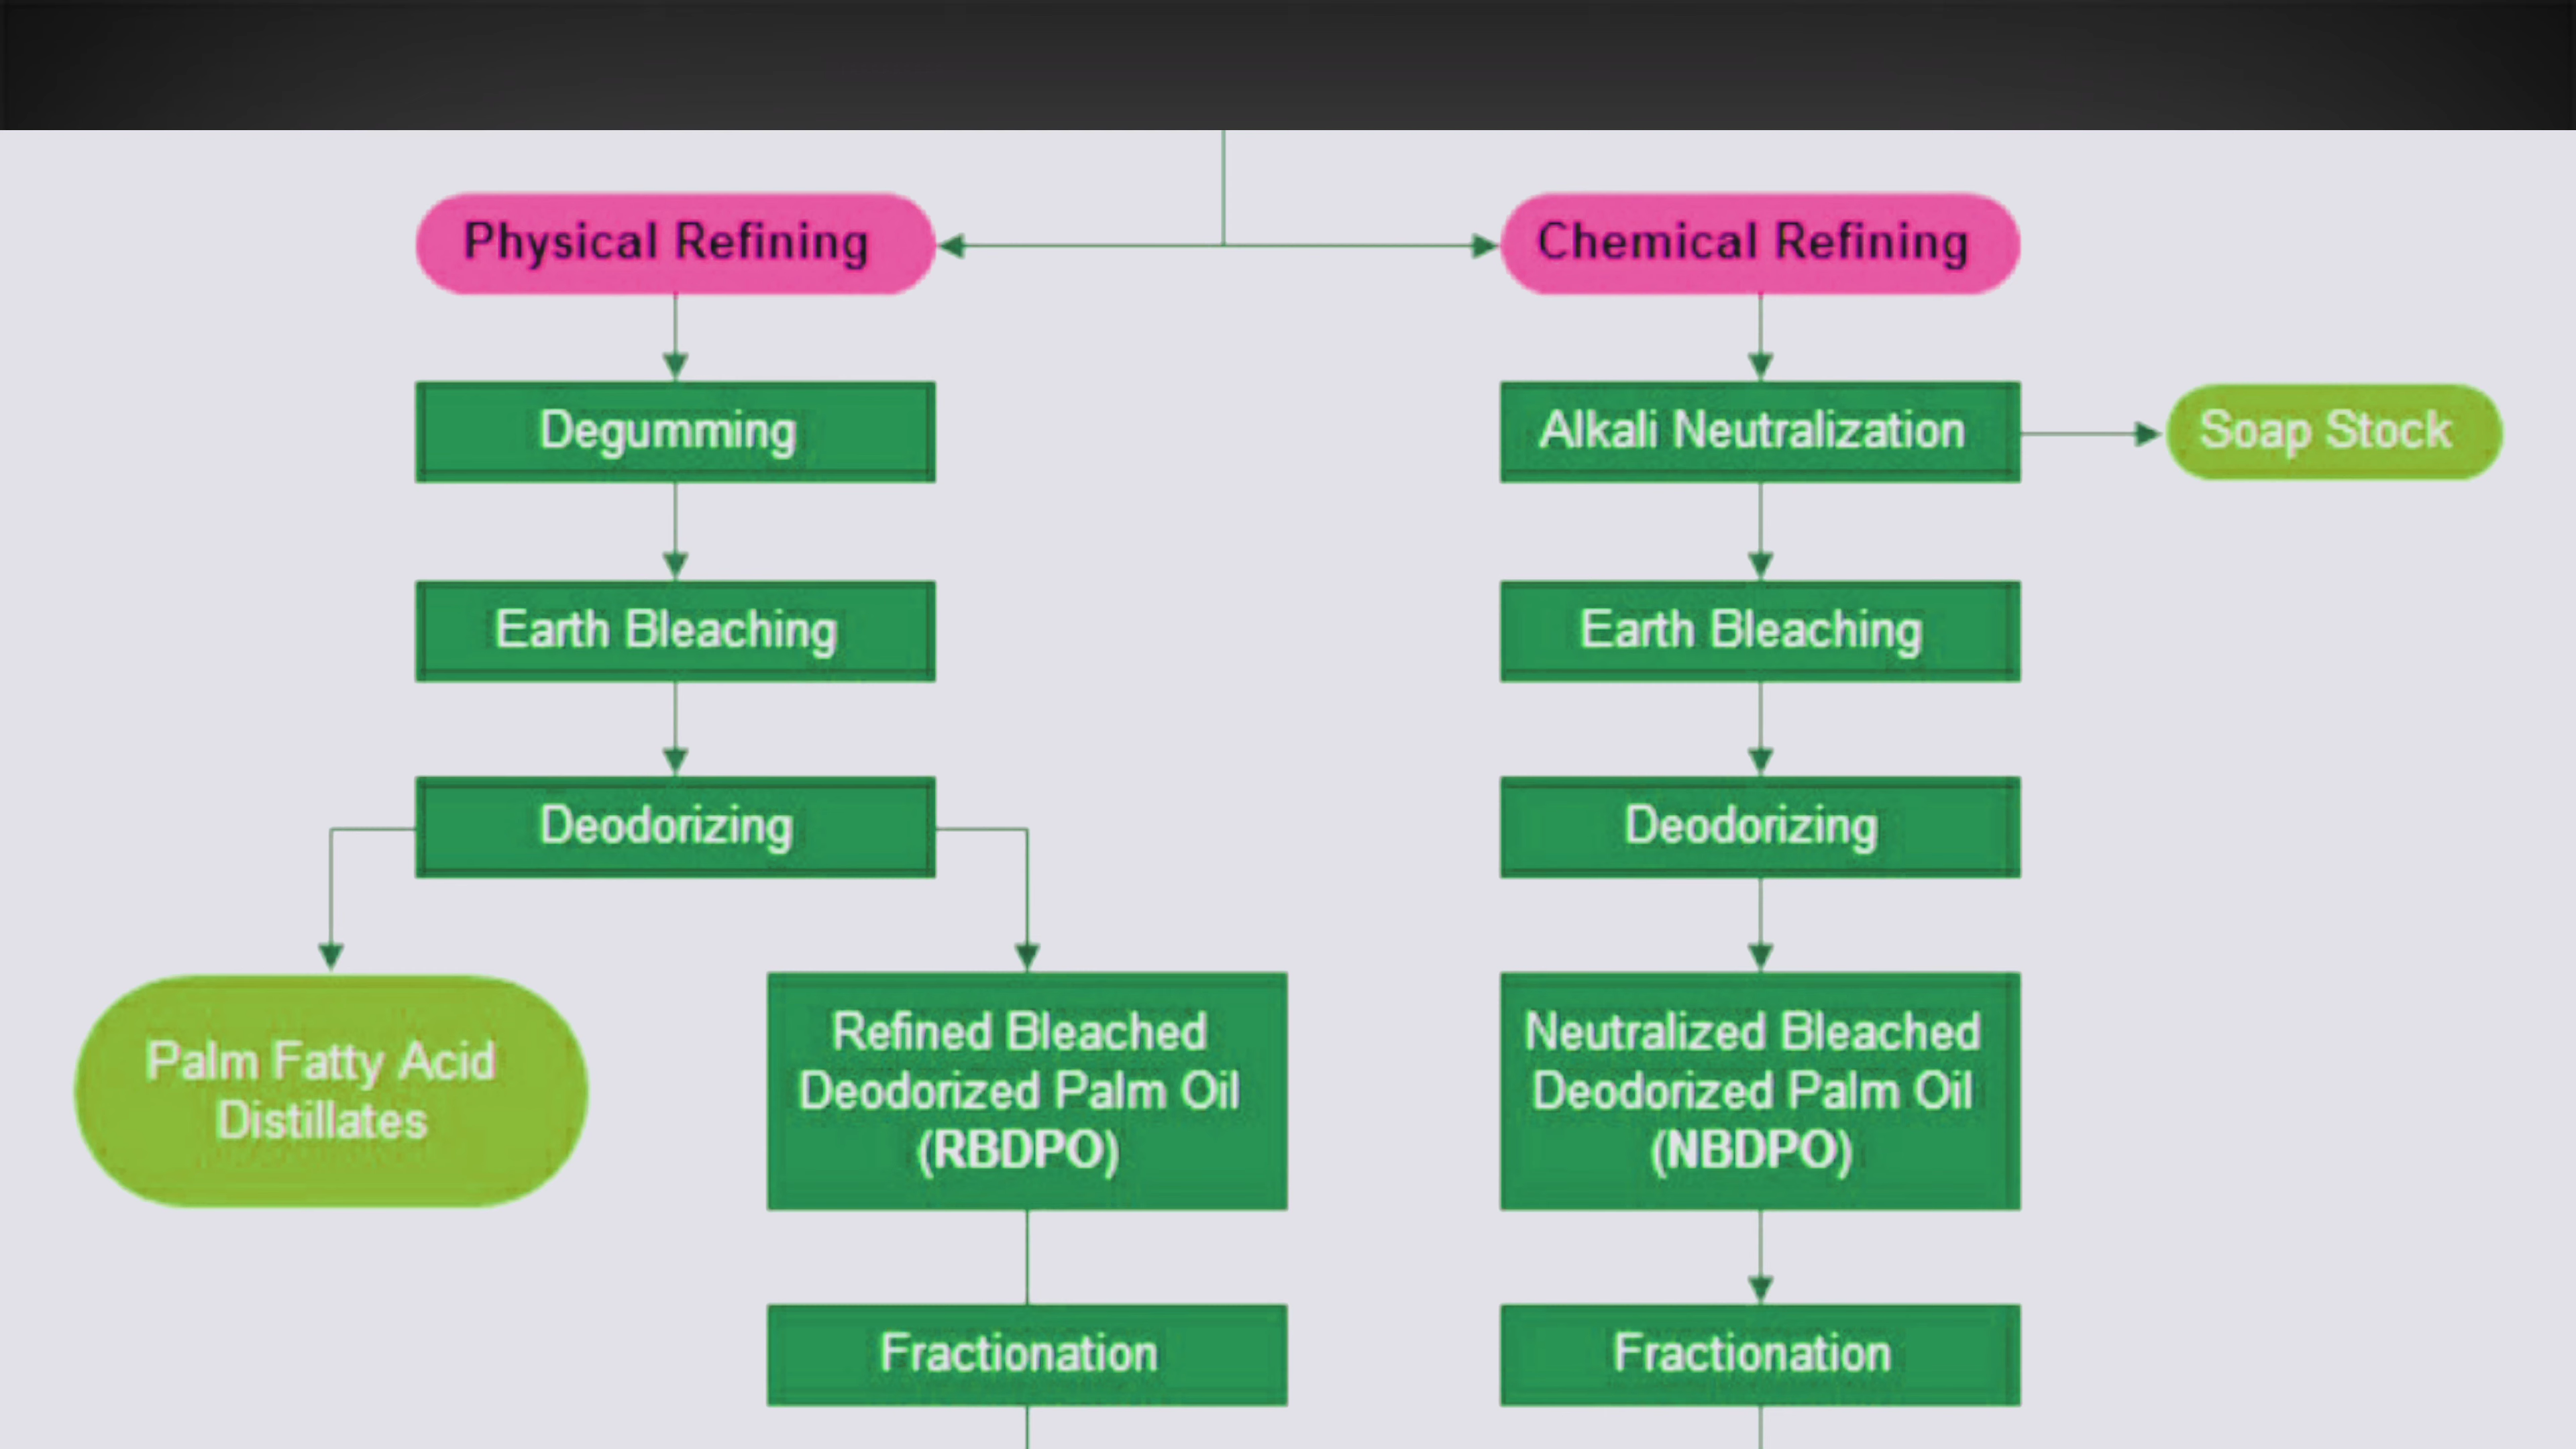 Physical Refining
Chemical Refining
Degumming
Alkali Neutralization
Soap Stock
Earth Bleaching
Earth Bleaching
Deodorizing
Deodorizing
Palm Fatty Acid
Distillates
Refined Bleached
Deodorized Palm Oil
(RBDPO)
Neutralized Bleached
Deodorized Palm Oil
(NBDPO)
Fractionation
Fractionation